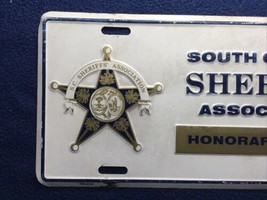 S.C. SHERIFFS' ASSOCIATION
SOUTH C
SHER
ASSOC
HONORAR